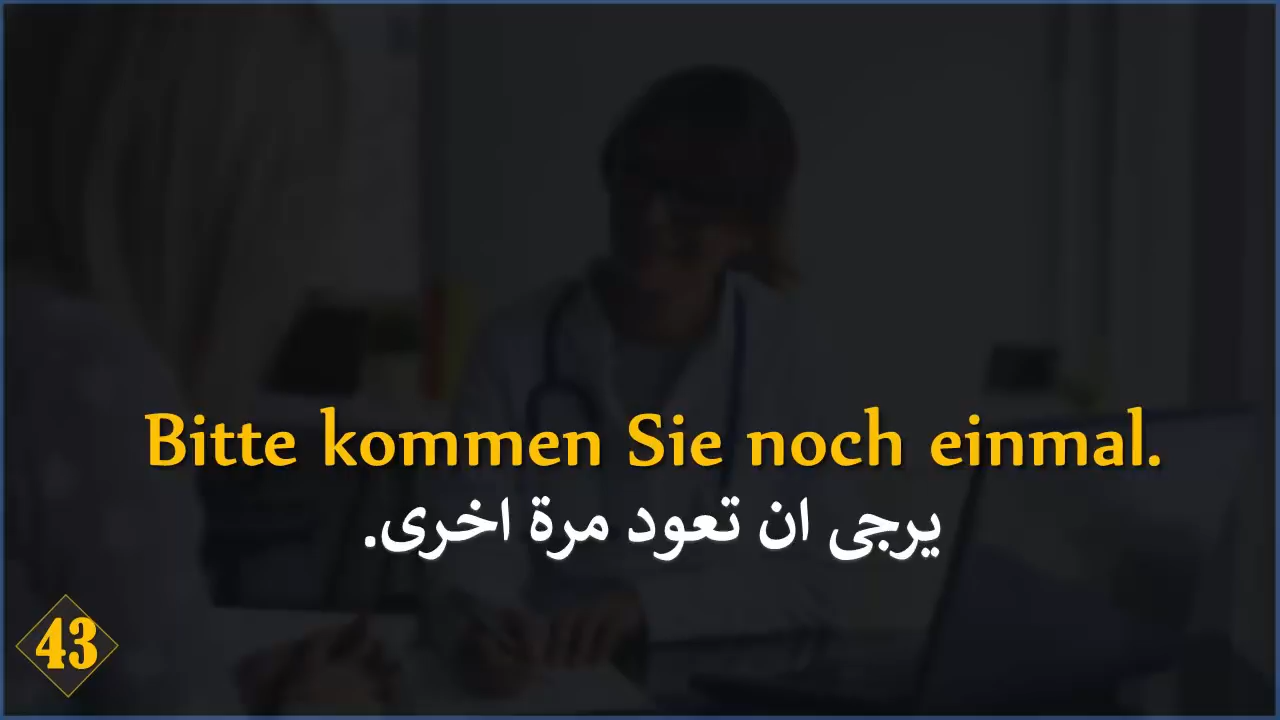 Bitte kommen Sie noch einmal.
يرجى ان تعود مرة اخرى.
43